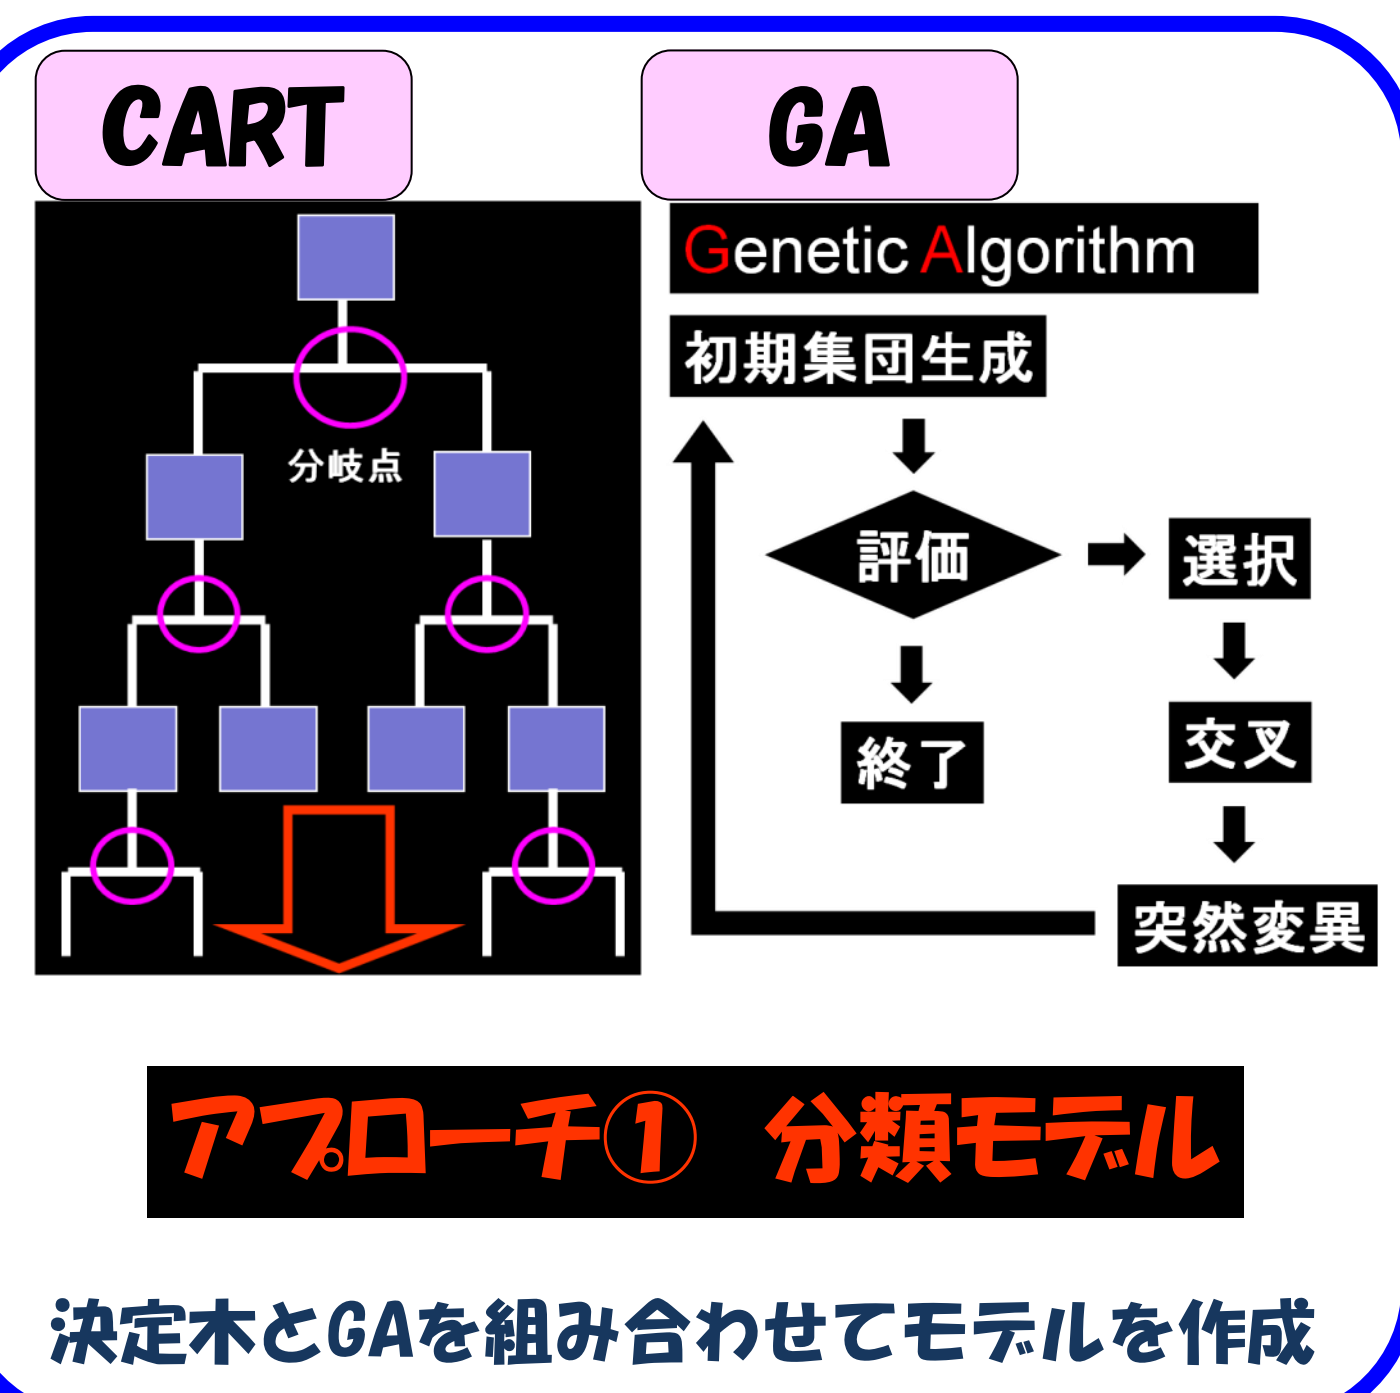 CART
GA
Genetic Algorithm
初期集団生成
分岐点
評価
選択
終了
交叉
突然変異
アプローチ① 分類モデル
決定木とGAを組み合わせてモデルを作成